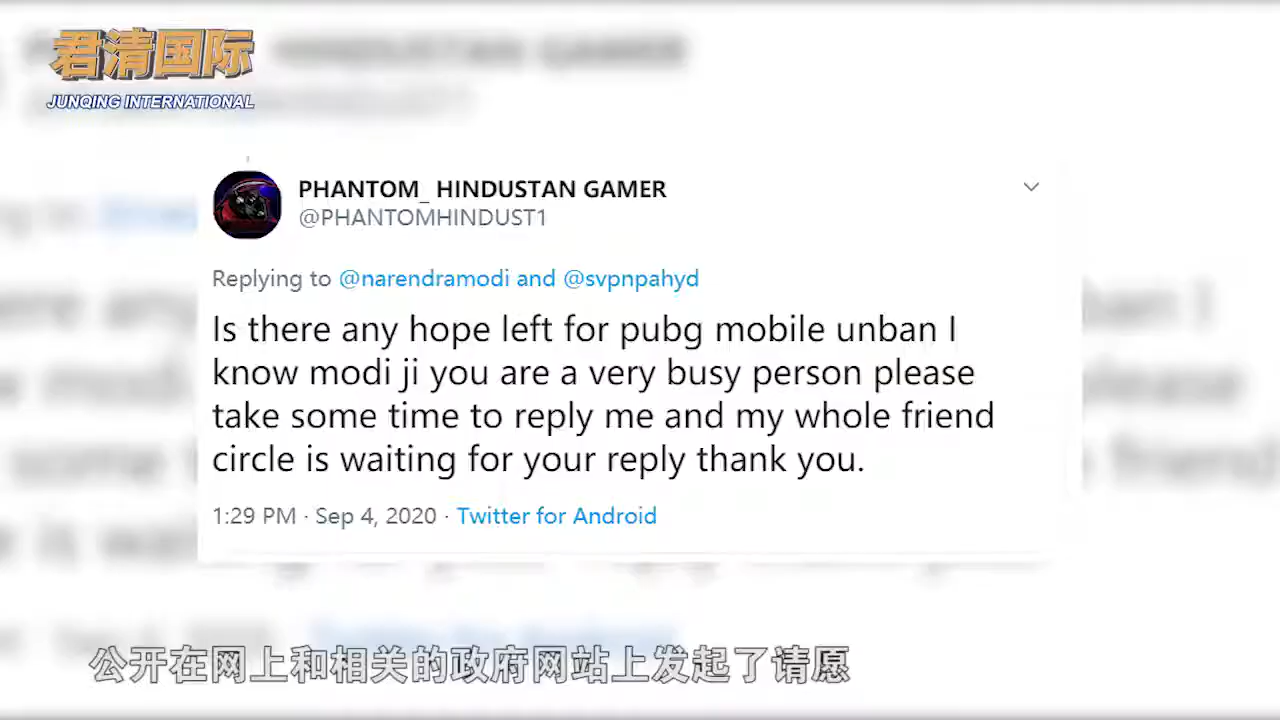 君清国际
JUNQING INTERNATIONAL
PHANTOM_ HINDUSTAN GAMER
@PHANTOMHINDUST1
Replying to @narendramodi and @svpnpahyd
Is there any hope left for pubg mobile unban I
know modi ji you are a very busy person please
take some time to reply me and my whole friend
circle is waiting for your reply thank you.
1:29 PM · Sep 4, 2020 · Twitter for Android
公开在网上和相关的政府网站上发起了请愿